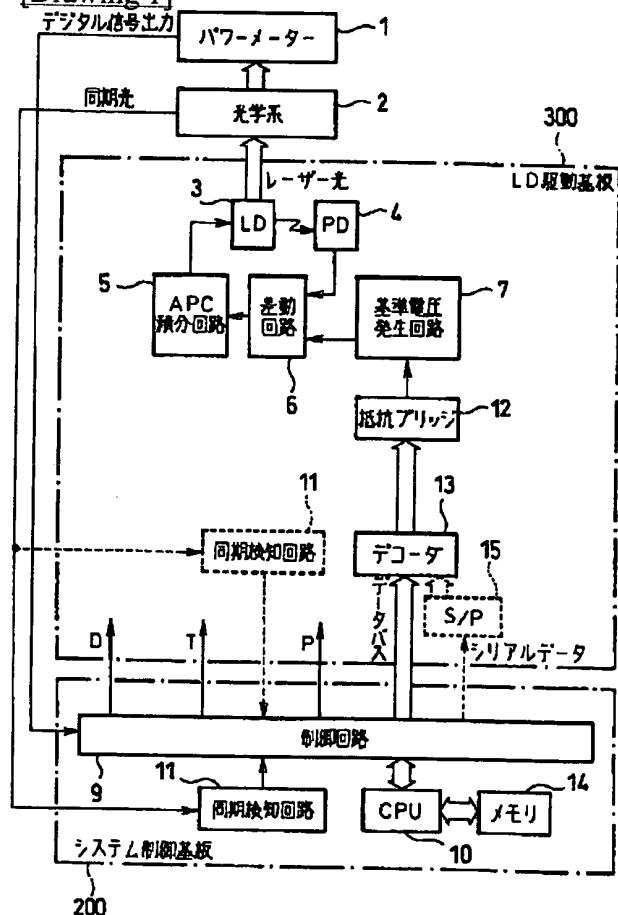 [Drawing 1]
デジタル信号出力
パワーメーター
1
同期光
光学系
2
300
LD駆動基板
レーザー光
3
LD
PD
4
5
APC
積分回路
差動
回路
6
7
基準電圧
発生回路
抵抗ブリッジ
12
11
同期検知回路
13
デコーダ
15
S/P
データバス
シリアルデータ
D
T
P
制御回路
9
11
同期検知回路
CPU
10
14
メモリ
システム制御基板
200